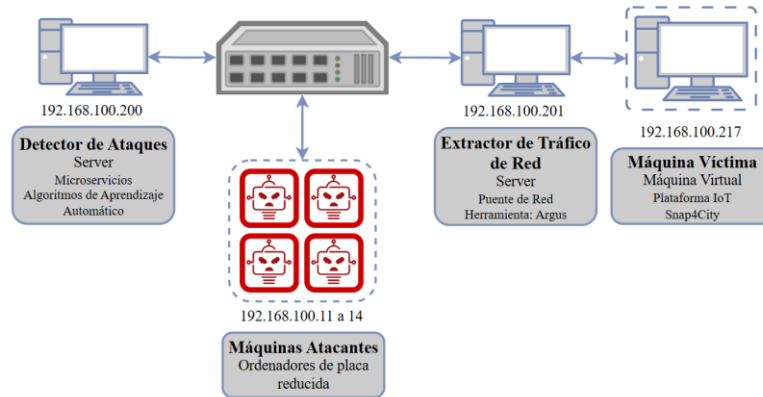 192.168.100.200
Detector de Ataques
Server
Microservicios
Algoritmos de Aprendizaje
Automático
192.168.100.11 a 14
Máquinas Atacantes
Ordenadores de placa
reducida
192.168.100.201
Extractor de Tráfico
de Red
Server
Puente de Red
Herramienta: Argus
192.168.100.217
Máquina Víctima
Máquina Virtual
Plataforma IoT
Snap4City